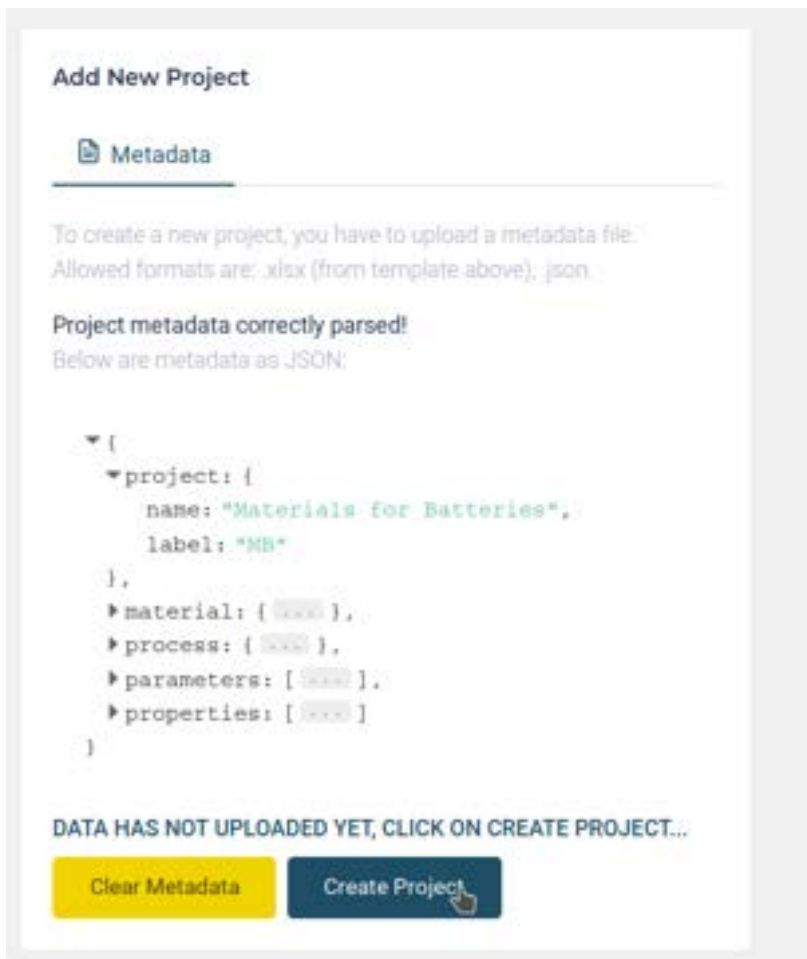 Add New Project
Metadata
To create a new project, you have to upload a metadata file.
Allowed formats are: .xlsx (from template above), .json.
Project metadata correctly parsed!
Below are metadata as JSON:
{
project: {
name: "Materials for Batteries",
label: "MB"
},
material: { ... },
process: { ... },
parameters: [ ... ],
properties: [ ... ]
}
DATA HAS NOT UPLOADED YET, CLICK ON CREATE PROJECT...
Clear Metadata
Create Project